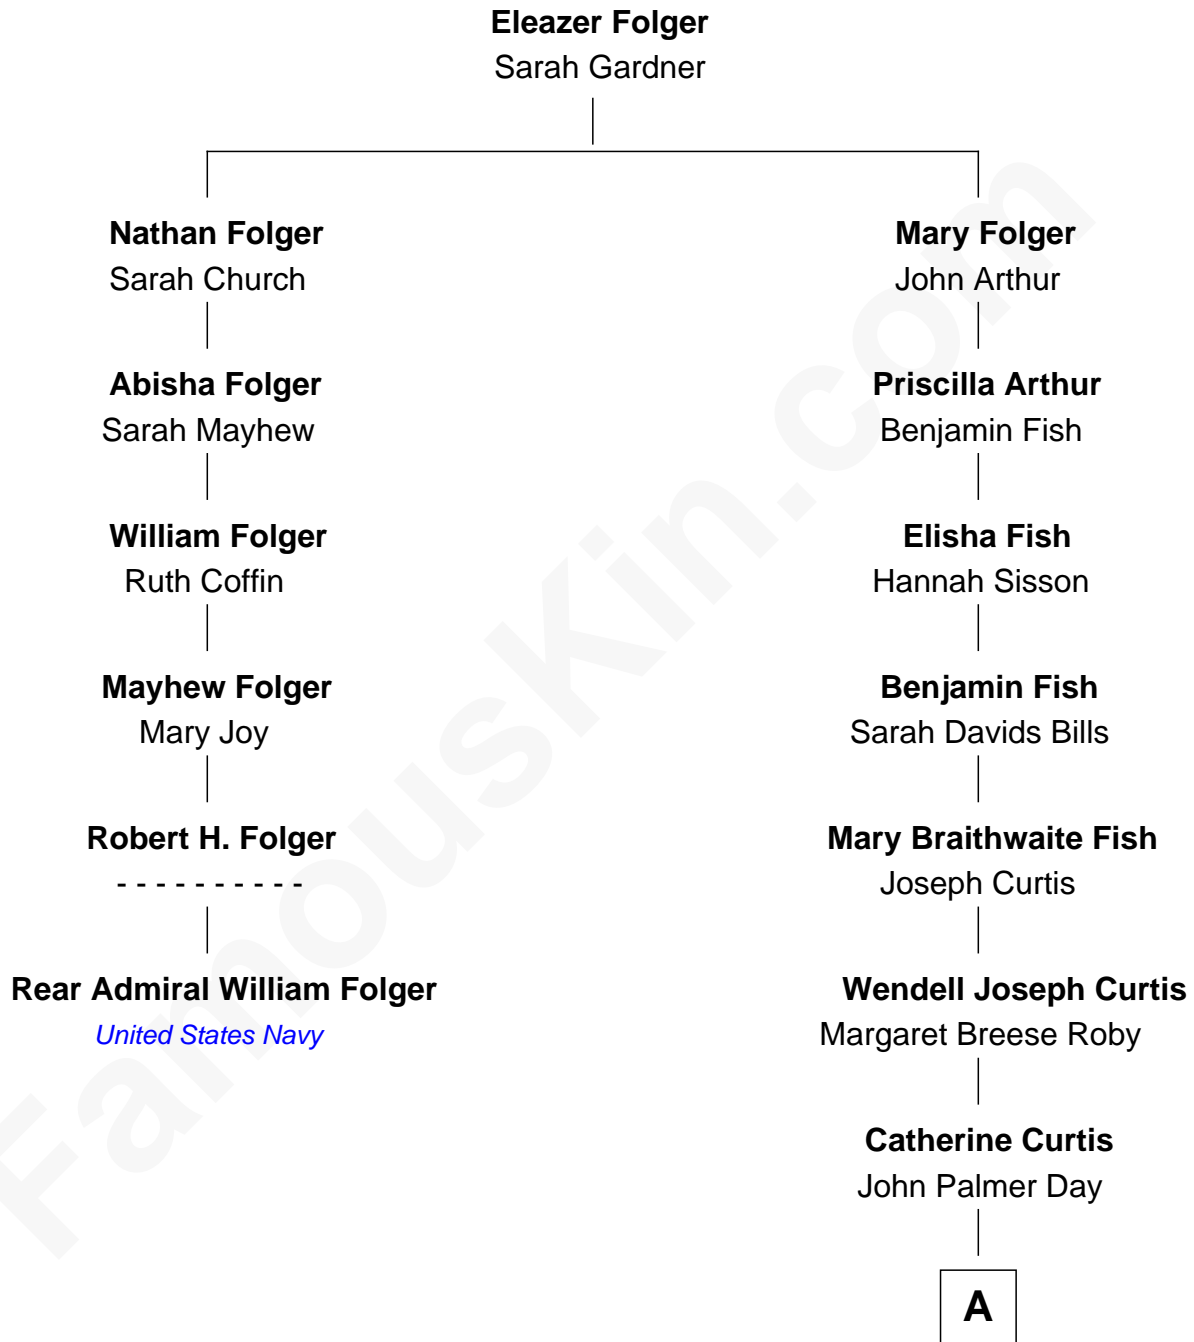 Eleazer Folger
Sarah Gardner
Nathan Folger
Sarah Church
Abisha Folger
Sarah Mayhew
William Folger
Ruth Coffin
Mayhew Folger
Mary Joy
Robert H. Folger
- - - - - - - - - -
Rear Admiral William Folger
United States Navy
Mary Folger
John Arthur
Priscilla Arthur
Benjamin Fish
Elisha Fish
Hannah Sisson
Benjamin Fish
Sarah Davids Bills
Mary Braithwaite Fish
Joseph Curtis
Wendell Joseph Curtis
Margaret Breese Roby
Catherine Curtis
John Palmer Day
A
FamousKin.com